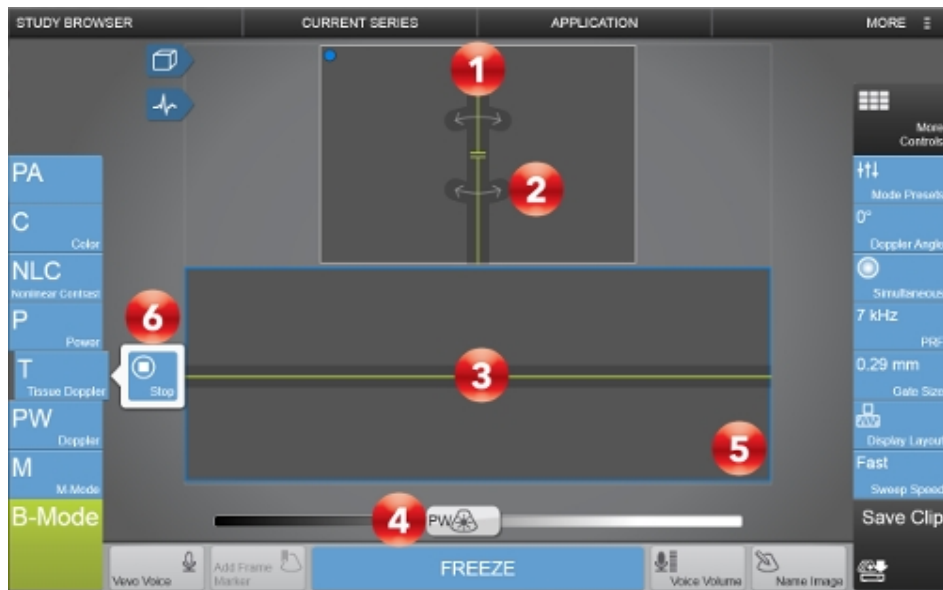 STUDY BROWSER
CURRENT SERIES
APPLICATION
MORE
1
2
3
4
5
6
PA
C
Color
NLC
Nonlinear Contrast
P
Power
T
Tissue Doppler
Stop
PW
Doppler
M
M-Mode
B-Mode
More
Controls
Mode Presets
0°
Doppler Angle
Simultaneous
7 kHz
PRF
0.29 mm
Gate Size
Display Layout
Fast
Sweep Speed
Save Clip
PW
Vevo Voice
Add Frame
Marker
FREEZE
Voice Volume
Name Image